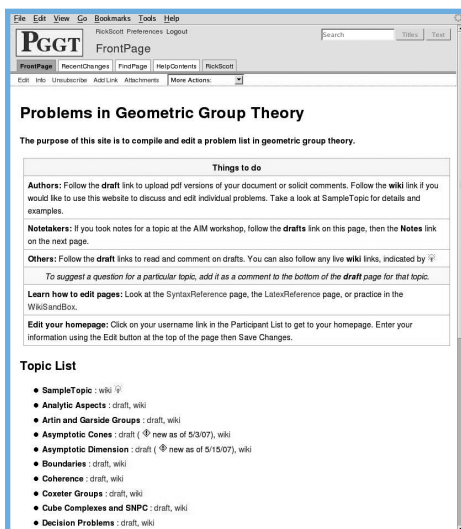 File Edit View Go Bookmarks Tools Help
PGGT
RickScott Preferences Logout
Search Titles Text
FrontPage
FrontPage RecentChanges FindPage HelpContents RickScott
Edit Info Unsubscribe Add Link Attachments More Actions:
Problems in Geometric Group Theory
The purpose of this site is to compile and edit a problem list in geometric group theory.
Things to do
Authors: Follow the draft link to upload pdf versions of your document or solicit comments. Follow the wiki link if you
would like to use this website to discuss and edit individual problems. Take a look at SampleTopic for details and
examples.
Notetakers: If you took notes for a topic at the AIM workshop, follow the drafts link on this page, then the Notes link
on the next page.
Others: Follow the draft links to read and comment on drafts. You can also follow any live wiki links, indicated by
To suggest a question for a particular topic, add it as a comment to the bottom of the draft page for that topic.
Learn how to edit pages: Look at the SyntaxReference page, the LatexReference page, or practice in the
WikiSandBox.
Edit your homepage: Click on your username link in the Participant List to get to your homepage. Enter your
information using the Edit button at the top of the page then Save Changes.
Topic List
● SampleTopic : wiki
● Analytic Aspects : draft, wiki
● Artin and Garside Groups : draft, wiki
● Asymptotic Cones : draft ( new as of 5/3/07), wiki
● Asymptotic Dimension : draft ( new as of 5/15/07), wiki
● Boundaries : draft, wiki
● Coherence : draft, wiki
● Coxeter Groups : draft, wiki
● Cube Complexes and SNPC : draft, wiki
● Decision Problems : draft, wiki